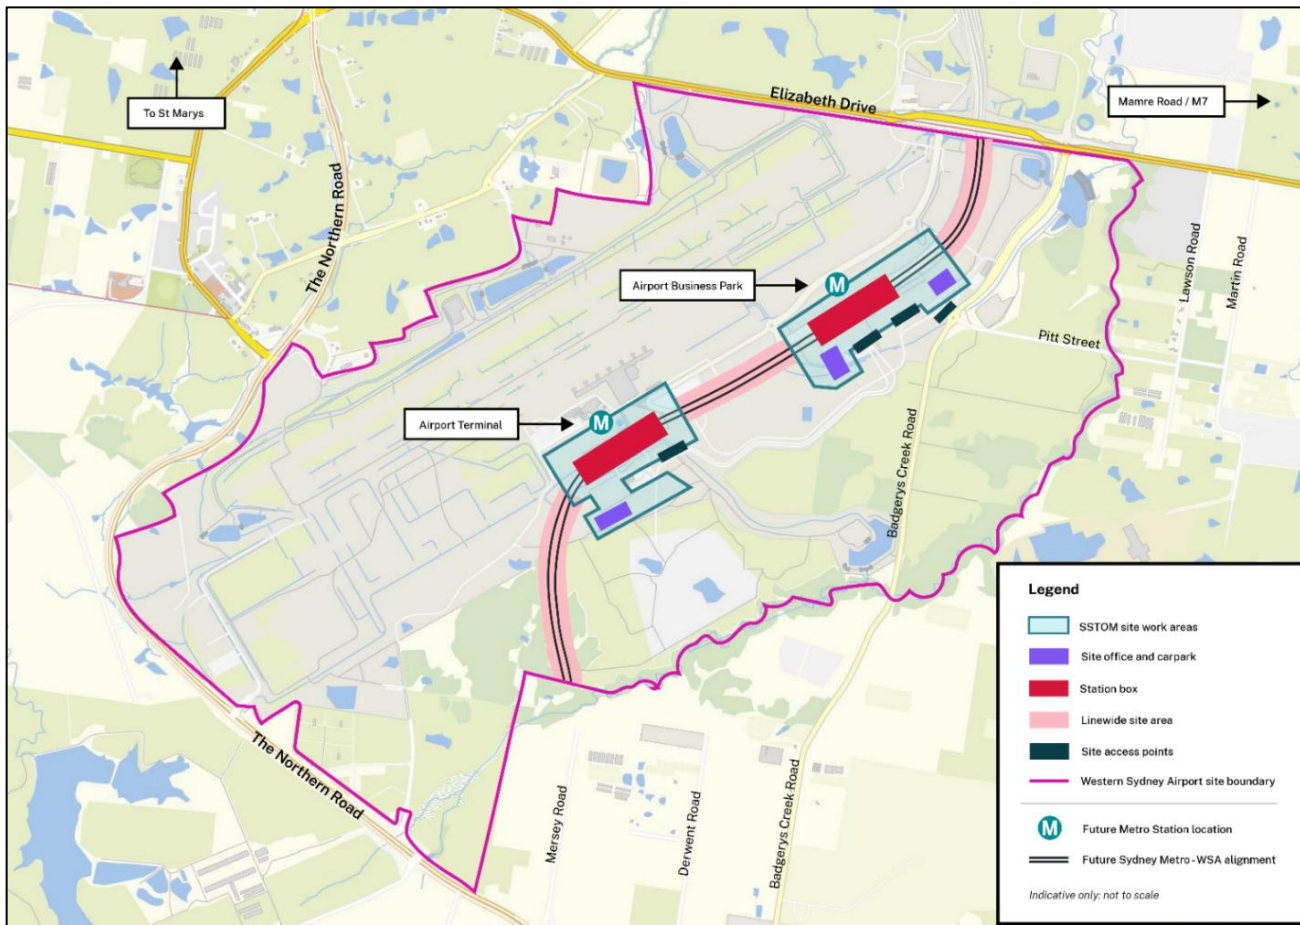 To St Marys
Elizabeth Drive
Mamre Road / M7
The Northern Road
Lawson Road
Martin Road
Airport Business Park
M
Pitt Street
Airport Terminal
M
Badgerys Creek Road
The Northern Road
Mersey Road
Derwent Road
Badgerys Creek Road
Legend
SSTOM site work areas
Site office and carpark
Station box
Linewide site area
Site access points
Western Sydney Airport site boundary
M Future Metro Station location
Future Sydney Metro - WSA alignment
Indicative only: not to scale